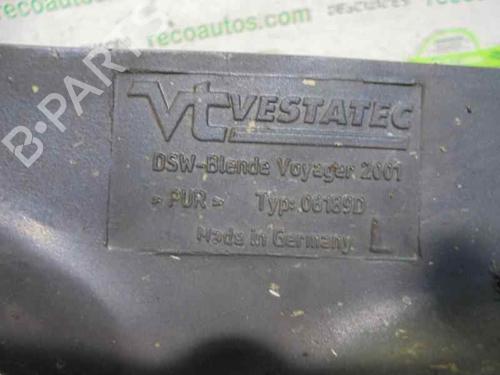 recoautos.com
VESTATEC
DSW-Blende Voyager 2001
> PUR < Typ: 06189D
Made in Germany L
B-PARTS